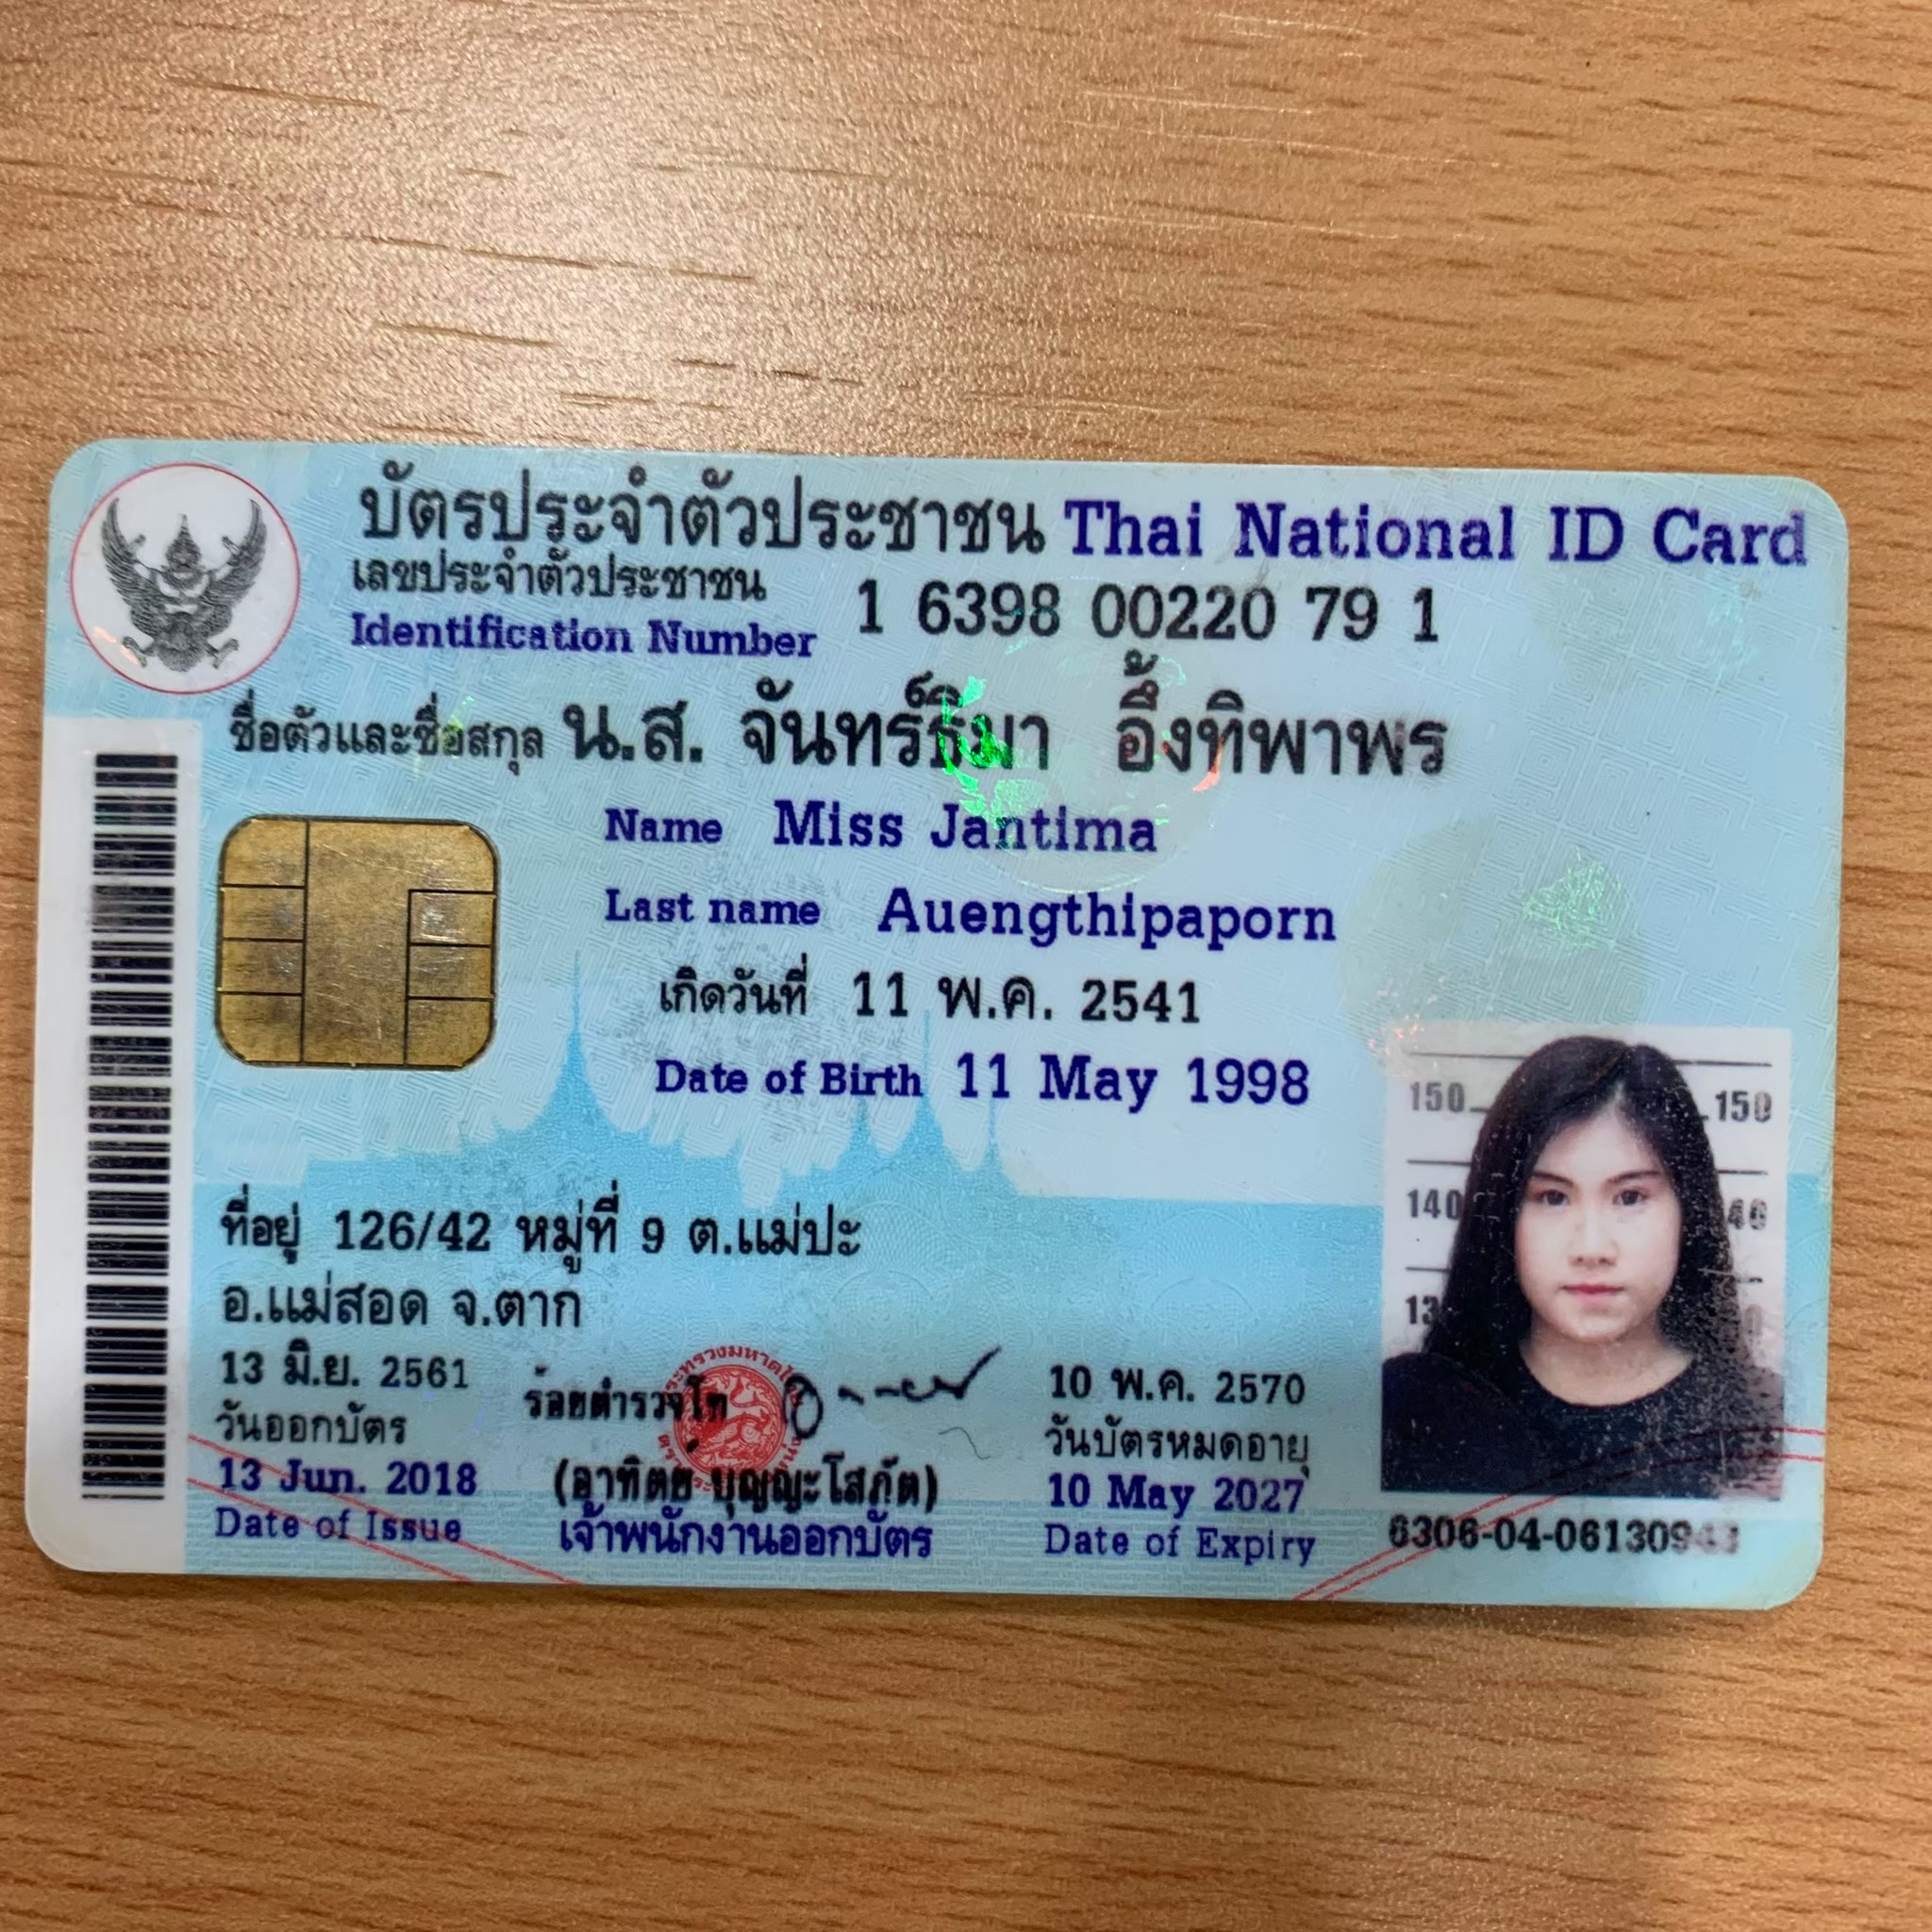 บัตรประจำตัวประชาชน Thai National ID Card
เลขประจำตัวประชาชน
Identification Number 1 6398 00220 79 1
ชื่อตัวและชื่อสกุล น.ส. จันทร์ธิมา อึ้งทิพาพร
Name Miss Jantima
Last name Auengthipaporn
เกิดวันที่ 11 พ.ค. 2541
Date of Birth 11 May 1998
150 150
140 40
13 0
ที่อยู่ 126/42 หมู่ที่ 9 ต.แม่ปะ
อ.แม่สอด จ.ตาก
13 มิ.ย. 2561
วันออกบัตร
13 Jun. 2018
Date of Issue
ร้อยตำรวจโท
(อาทิตย์ บุญญะโสภัต)
เจ้าพนักงานออกบัตร
10 พ.ค. 2570
วันบัตรหมดอายุ
10 May 2027
Date of Expiry